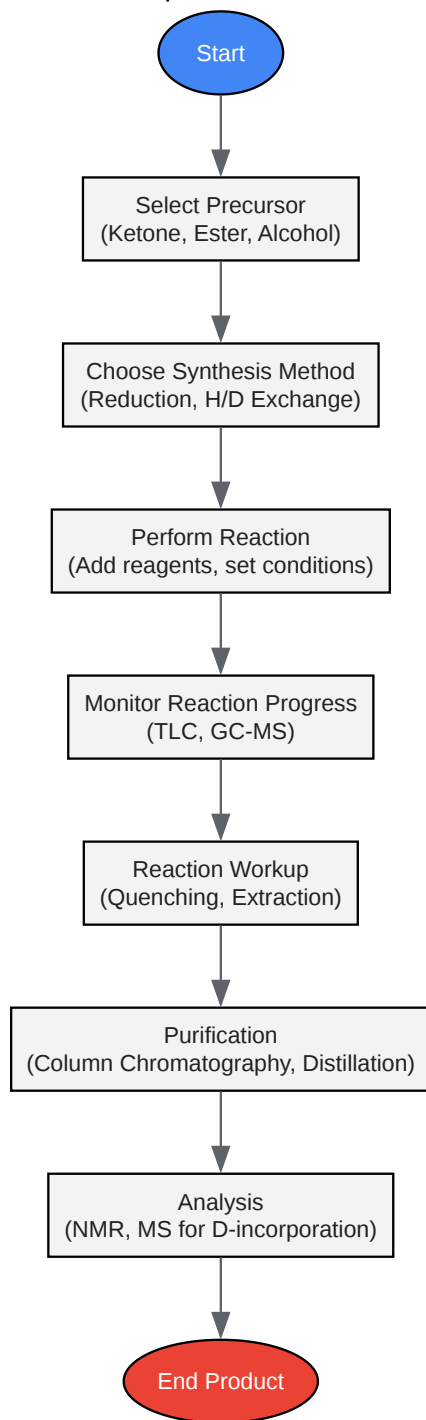 Start
Select Precursor
(Ketone, Ester, Alcohol)
Choose Synthesis Method
(Reduction, H/D Exchange)
Perform Reaction
(Add reagents, set conditions)
Monitor Reaction Progress
(TLC, GC-MS)
Reaction Workup
(Quenching, Extraction)
Purification
(Column Chromatography, Distillation)
Analysis
(NMR, MS for D-incorporation)
End Product